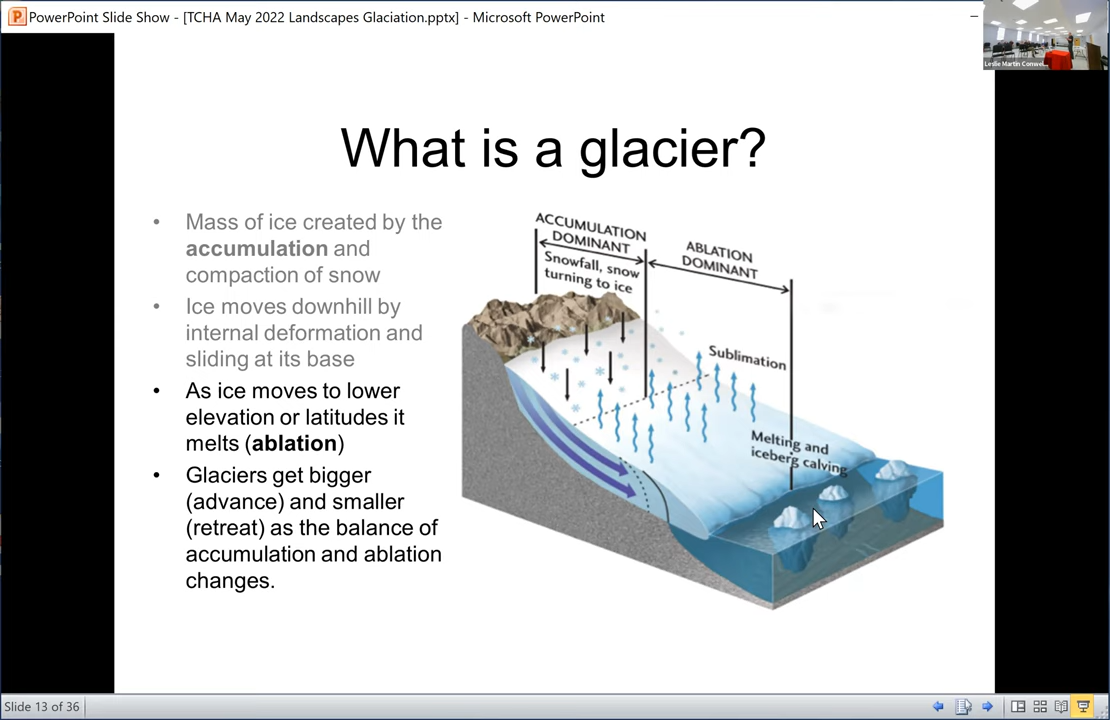 PowerPoint Slide Show - [TCHA May 2022 Landscapes Glaciation.pptx] - Microsoft PowerPoint
What is a glacier?
• Mass of ice created by the
accumulation and
compaction of snow
• Ice moves downhill by
internal deformation and
sliding at its base
• As ice moves to lower
elevation or latitudes it
melts (ablation)
• Glaciers get bigger
(advance) and smaller
(retreat) as the balance of
accumulation and ablation
changes.
ACCUMULATION
DOMINANT
Snowfall, snow
turning to ice
ABLATION
DOMINANT
Sublimation
Melting and
iceberg calving
Leslie Martin
Slide 13 of 36